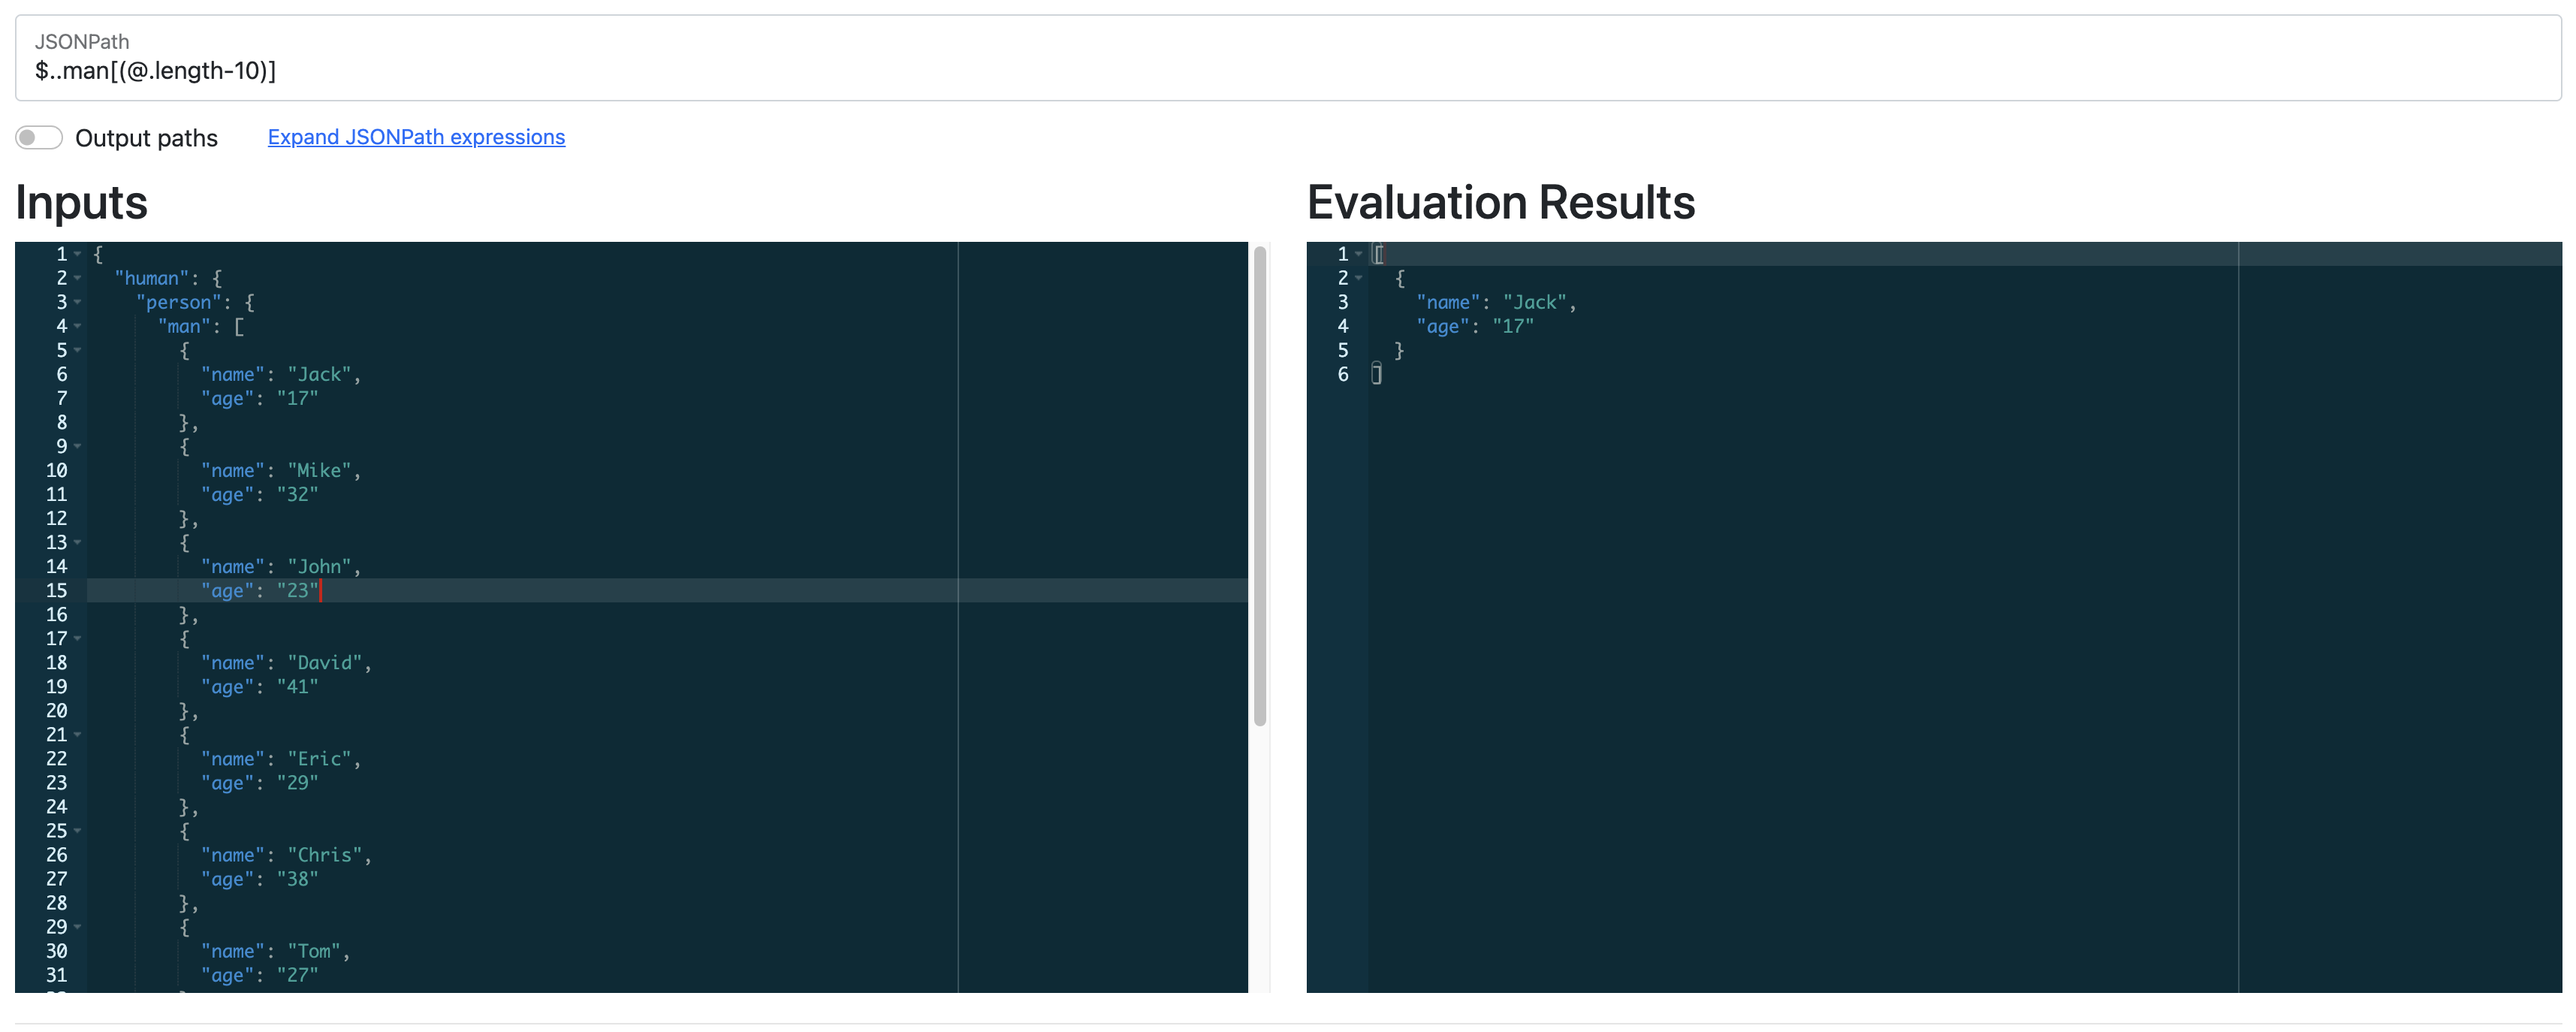 JSONPath
$..man[(@.length-10)]
Output paths Expand JSONPath expressions
Inputs
1 {
2 "human": {
3 "person": {
4 "man": [
5 {
6 "name": "Jack",
7 "age": "17"
8 },
9 {
10 "name": "Mike",
11 "age": "32"
12 },
13 {
14 "name": "John",
15 "age": "23"
16 },
17 {
18 "name": "David",
19 "age": "41"
20 },
21 {
22 "name": "Eric",
23 "age": "29"
24 },
25 {
26 "name": "Chris",
27 "age": "38"
28 },
29 {
30 "name": "Tom",
31 "age": "27"
Evaluation Results
1 [
2 {
3 "name": "Jack",
4 "age": "17"
5 }
6 ]